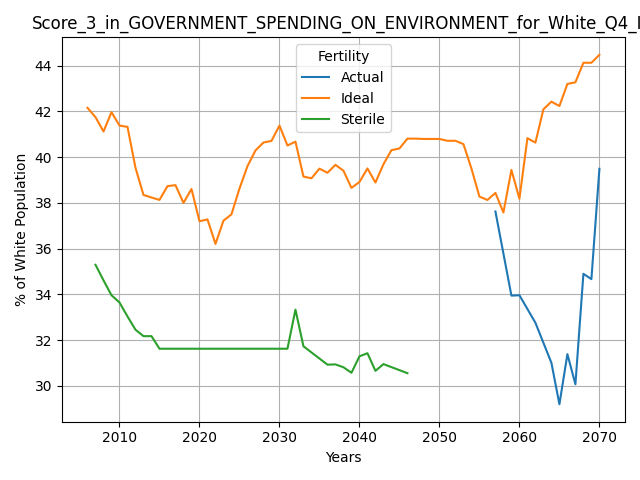 Score_3_in_GOVERNMENT_SPENDING_ON_ENVIRONMENT_for_White_Q4_I
Fertility
Actual
Ideal
Sterile
% of White Population
44
42
40
38
36
34
32
30
2010 2020 2030 2040 2050 2060 2070
Years